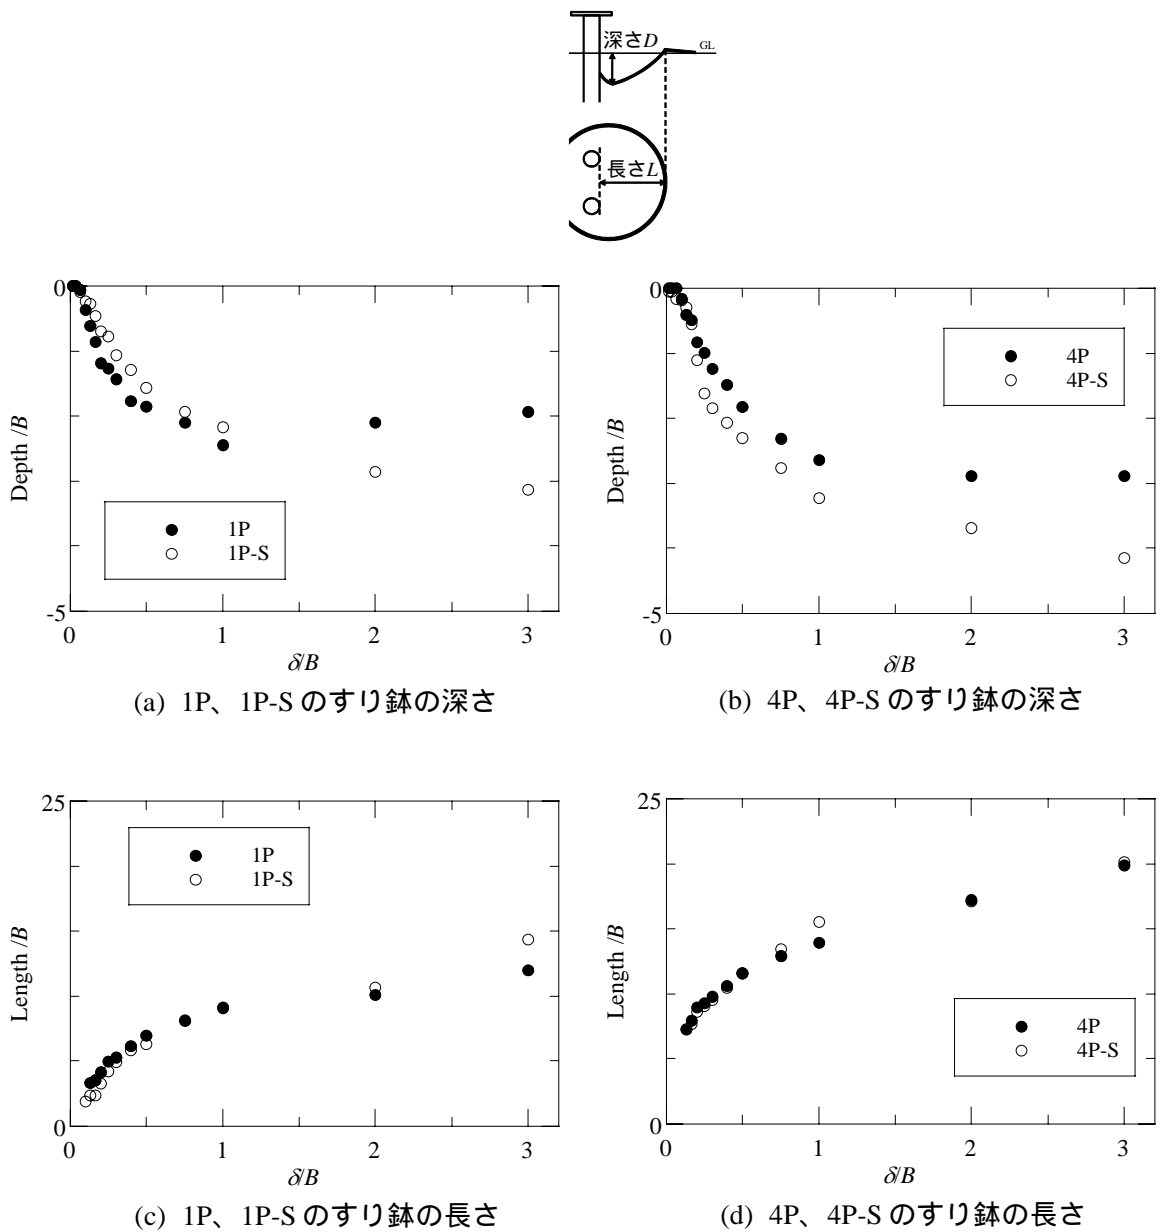 深さD
GL
長さL
0
-5
Depth /B
1P
1P-S
0 1 2 3
δ/B
(a) 1P、1P-S のすり鉢の深さ
0
-5
Depth /B
4P
4P-S
0 1 2 3
δ/B
(b) 4P、4P-S のすり鉢の深さ
25
0
Length /B
1P
1P-S
0 1 2 3
δ/B
(c) 1P、1P-S のすり鉢の長さ
25
0
Length /B
4P
4P-S
0 1 2 3
δ/B
(d) 4P、4P-S のすり鉢の長さ